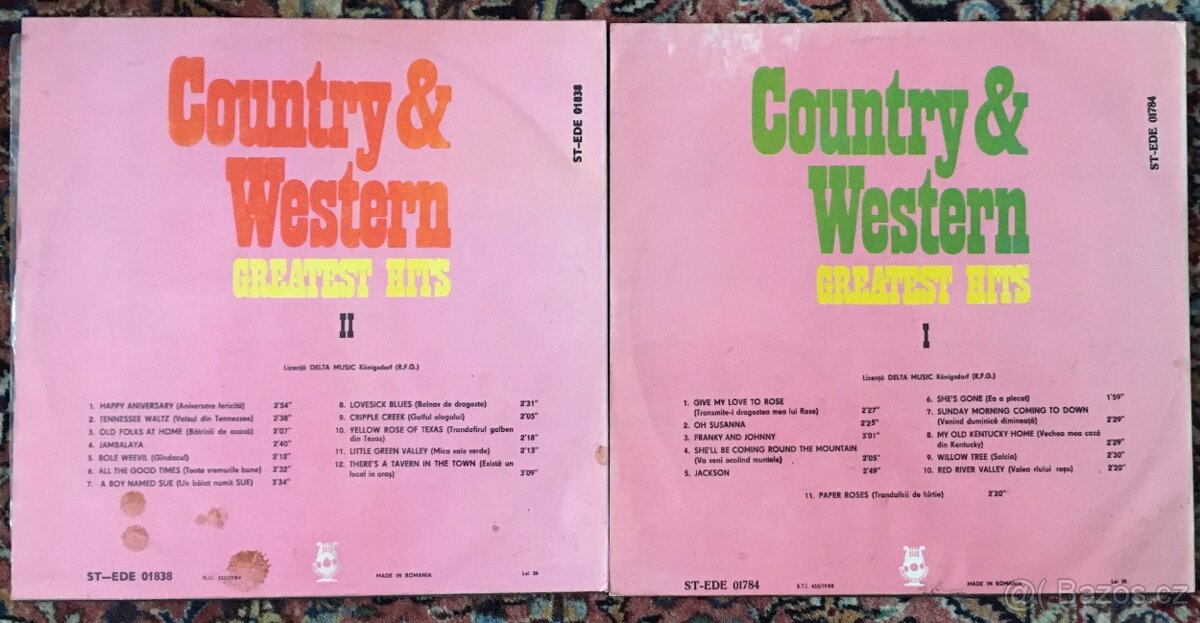 Country &
Western
GREATEST HITS
II
ST—EDE 01838
Licență DELTA MUSIC Königsdorf (R.F.G.)
1. HAPPY ANIVERSARY (Aniversare fericită) 2'54"
2. TENNESSEE WALTZ (Valsul din Tennessee) 2'38"
3. OLD FOLKS AT HOME (Bătrînii de acasă) 2'07"
4. JAMBALAYA 2'40"
5. BOLE WEEVIL (Gîndacul) 2'12"
6. ALL THE GOOD TIMES (Toate vremurile bune) 2'32"
7. A BOY NAMED SUE (Un băiat numit SUE) 3'34"
8. LOVESICK BLUES (Bolnav de dragoste) 2'31"
9. CRIPPLE CREEK (Golful ologului) 2'05"
10. YELLOW ROSE OF TEXAS (Trandafirul galben
din Texas) 2'18"
11. LITTLE GREEN VALLEY (Mica vale verde) 2'13"
12. THERE'S A TAVERN IN THE TOWN (Există un
local in oraș) 3'09"
ST—EDE 01838
MADE IN ROMANIA
Lei 26
Country &
Western
GREATEST HITS
I
ST-EDE 01784
Licență DELTA MUSIC Königsdorf (R.F.G.)
1. GIVE MY LOVE TO ROSE
(Transmite-i dragostea mea lui Rose) 2'27"
2. OH SUSANNA 2'25"
3. FRANKY AND JOHNNY 3'01"
4. SHE'LL BE COMING ROUND THE MOUNTAIN
(Va veni ocolind muntele) 2'05"
5. JACKSON 2'49"
6. SHE'S GONE (Ea a plecat) 1'59"
7. SUNDAY MORNING COMING TO DOWN
(Venind duminică dimineața) 2'29"
8. MY OLD KENTUCKY HOME (Vechea mea casă
din Kentucky) 2'29"
9. WILLOW TREE (Salcia) 2'30"
10. RED RIVER VALLEY (Valea rîului roșu) 2'20"
11. PAPER ROSES (Trandafirii de hîrtie) 2'20"
ST-EDE 01784
MADE IN ROMANIA
Lei 26
@ Bazos.cz